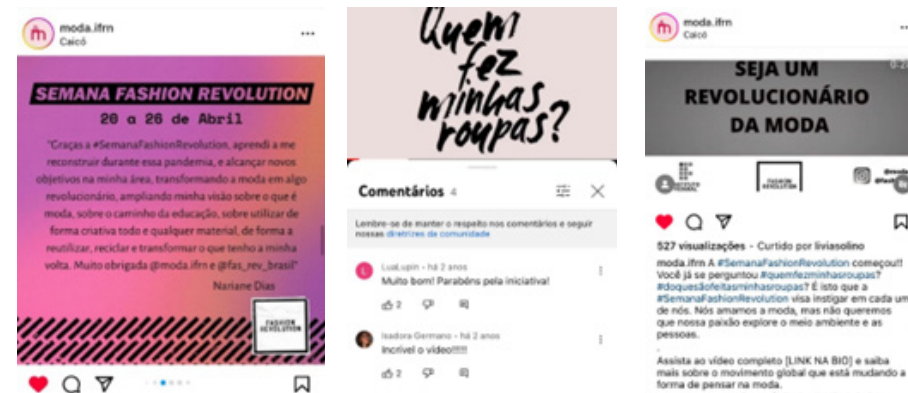 moda.ifrn
Caicó
SEMANA FASHION REVOLUTION
20 a 26 de Abril
"Graças a #SemanaFashionRevolution, aprendi a me
reconstruir durante essa pandemia, e alcançar novos
objetivos na minha área, transformando a moda em algo
revolucionário, ampliando minha visão sobre o que é
moda, sobre o caminho da educação, sobre utilizar de
forma criativa todo e qualquer material, de forma a
reutilizar, reciclar e transformar o que tenho a minha
volta. Muito obrigada @moda.ifrn e @fas_rev_brasil"
Nariane Dias
FASHION
REVOLUTION
Quem
fez
minhas
roupas?
Comentários 4
Lembre-se de manter o respeito nos comentários e seguir
nossas diretrizes da comunidade
L
LuaLupin - há 2 anos
Muito bom! Parabéns pela iniciativa!
2
Isadora Germano - há 2 anos
Incrivel o video!!!!!
2
moda.ifrn
Caicó
SEJA UM
REVOLUCIONÁRIO
DA MODA
INSTITUTO
FEDERAL
FASHION
REVOLUTION
527 visualizações · Curtido por liviasolino
moda.ifrn A #SemanaFashionRevolution começou!!
Você já se perguntou #quemfezminhasroupas?
#doquesãofeitasminhasroupas? É isto que a
#SemanaFashionRevolution visa instigar em cada um
de nós. Nós amamos a moda, mas não queremos
que nossa paixão explore o meio ambiente e as
pessoas.
.
Assista ao vídeo completo [LINK NA BIO] e saiba
mais sobre o movimento global que está mudando a
forma de pensar na moda.